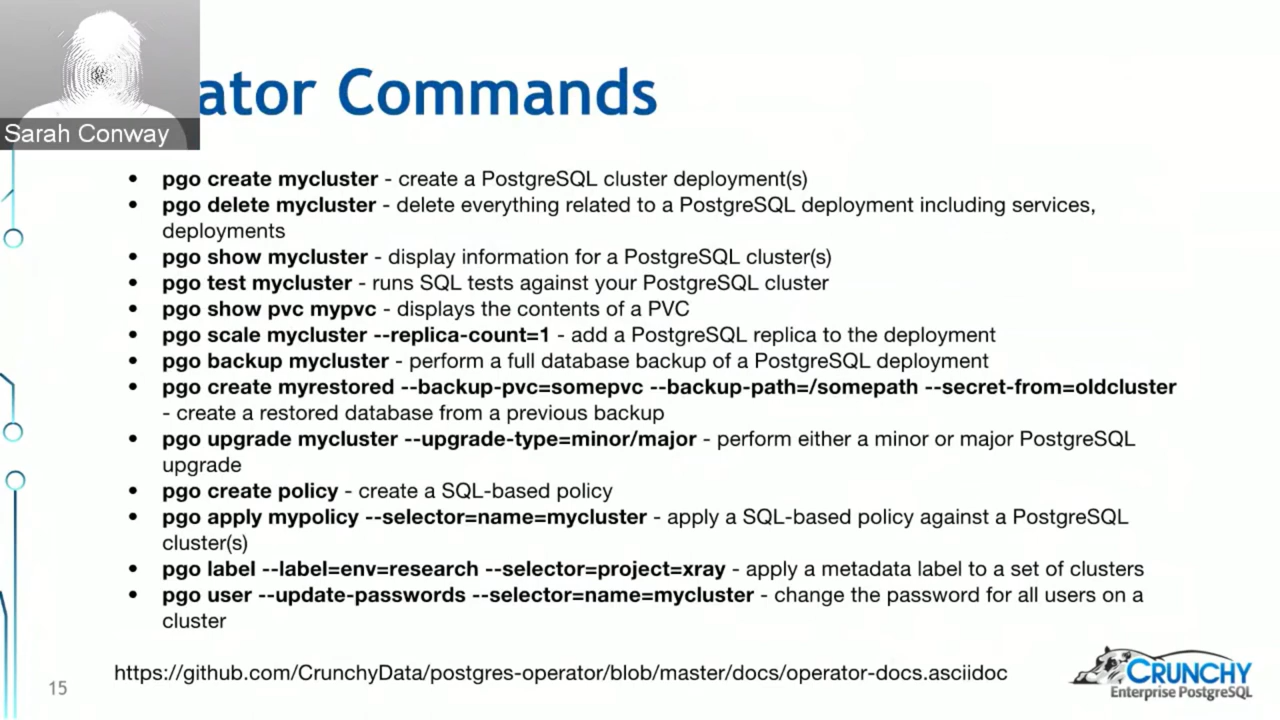 ator Commands
Sarah Conway
• pgo create mycluster - create a PostgreSQL cluster deployment(s)
• pgo delete mycluster - delete everything related to a PostgreSQL deployment including services,
deployments
• pgo show mycluster - display information for a PostgreSQL cluster(s)
• pgo test mycluster - runs SQL tests against your PostgreSQL cluster
• pgo show pvc mypvc - displays the contents of a PVC
• pgo scale mycluster --replica-count=1 - add a PostgreSQL replica to the deployment
• pgo backup mycluster - perform a full database backup of a PostgreSQL deployment
• pgo create myrestored --backup-pvc=somepvc --backup-path=/somepath --secret-from=oldcluster
- create a restored database from a previous backup
• pgo upgrade mycluster --upgrade-type=minor/major - perform either a minor or major PostgreSQL
upgrade
• pgo create policy - create a SQL-based policy
• pgo apply mypolicy --selector=name=mycluster - apply a SQL-based policy against a PostgreSQL
cluster(s)
• pgo label --label=env=research --selector=project=xray - apply a metadata label to a set of clusters
• pgo user --update-passwords --selector=name=mycluster - change the password for all users on a
cluster
https://github.com/CrunchyData/postgres-operator/blob/master/docs/operator-docs.asciidoc
15
CRUNCHY
Enterprise PostgreSQL